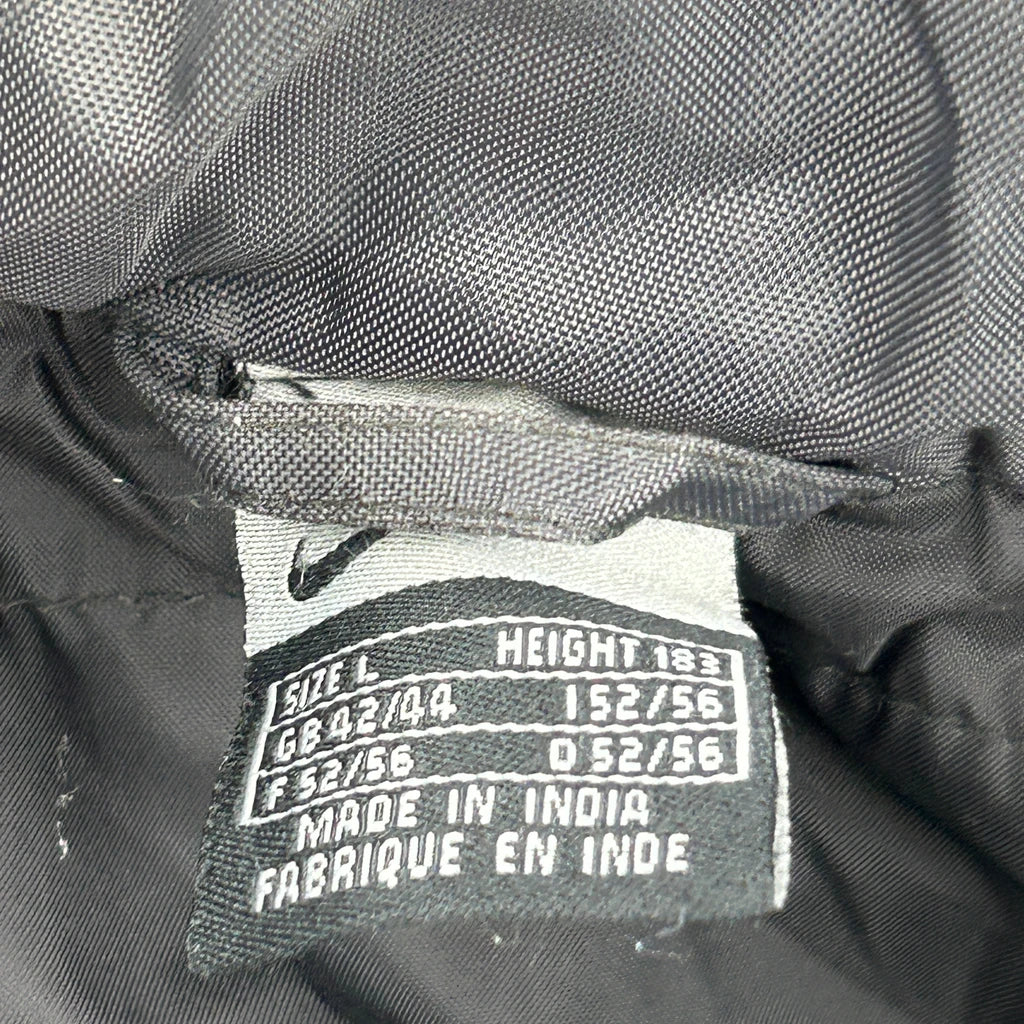 SIZE L HEIGHT 183
GB 42/44 I 52/56
F 52/56 D 52/56
MADE IN INDIA
FABRIQUE EN INDE